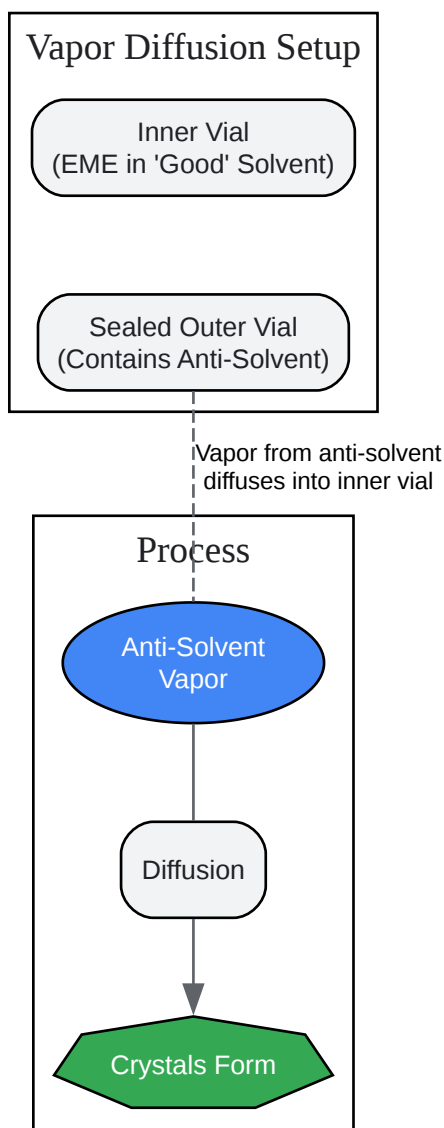 Vapor Diffusion Setup
Inner Vial
(EME in 'Good' Solvent)
Sealed Outer Vial
(Contains Anti-Solvent)
Vapor from anti-solvent
diffuses into inner vial
Process
Anti-Solvent
Vapor
Diffusion
Crystals Form